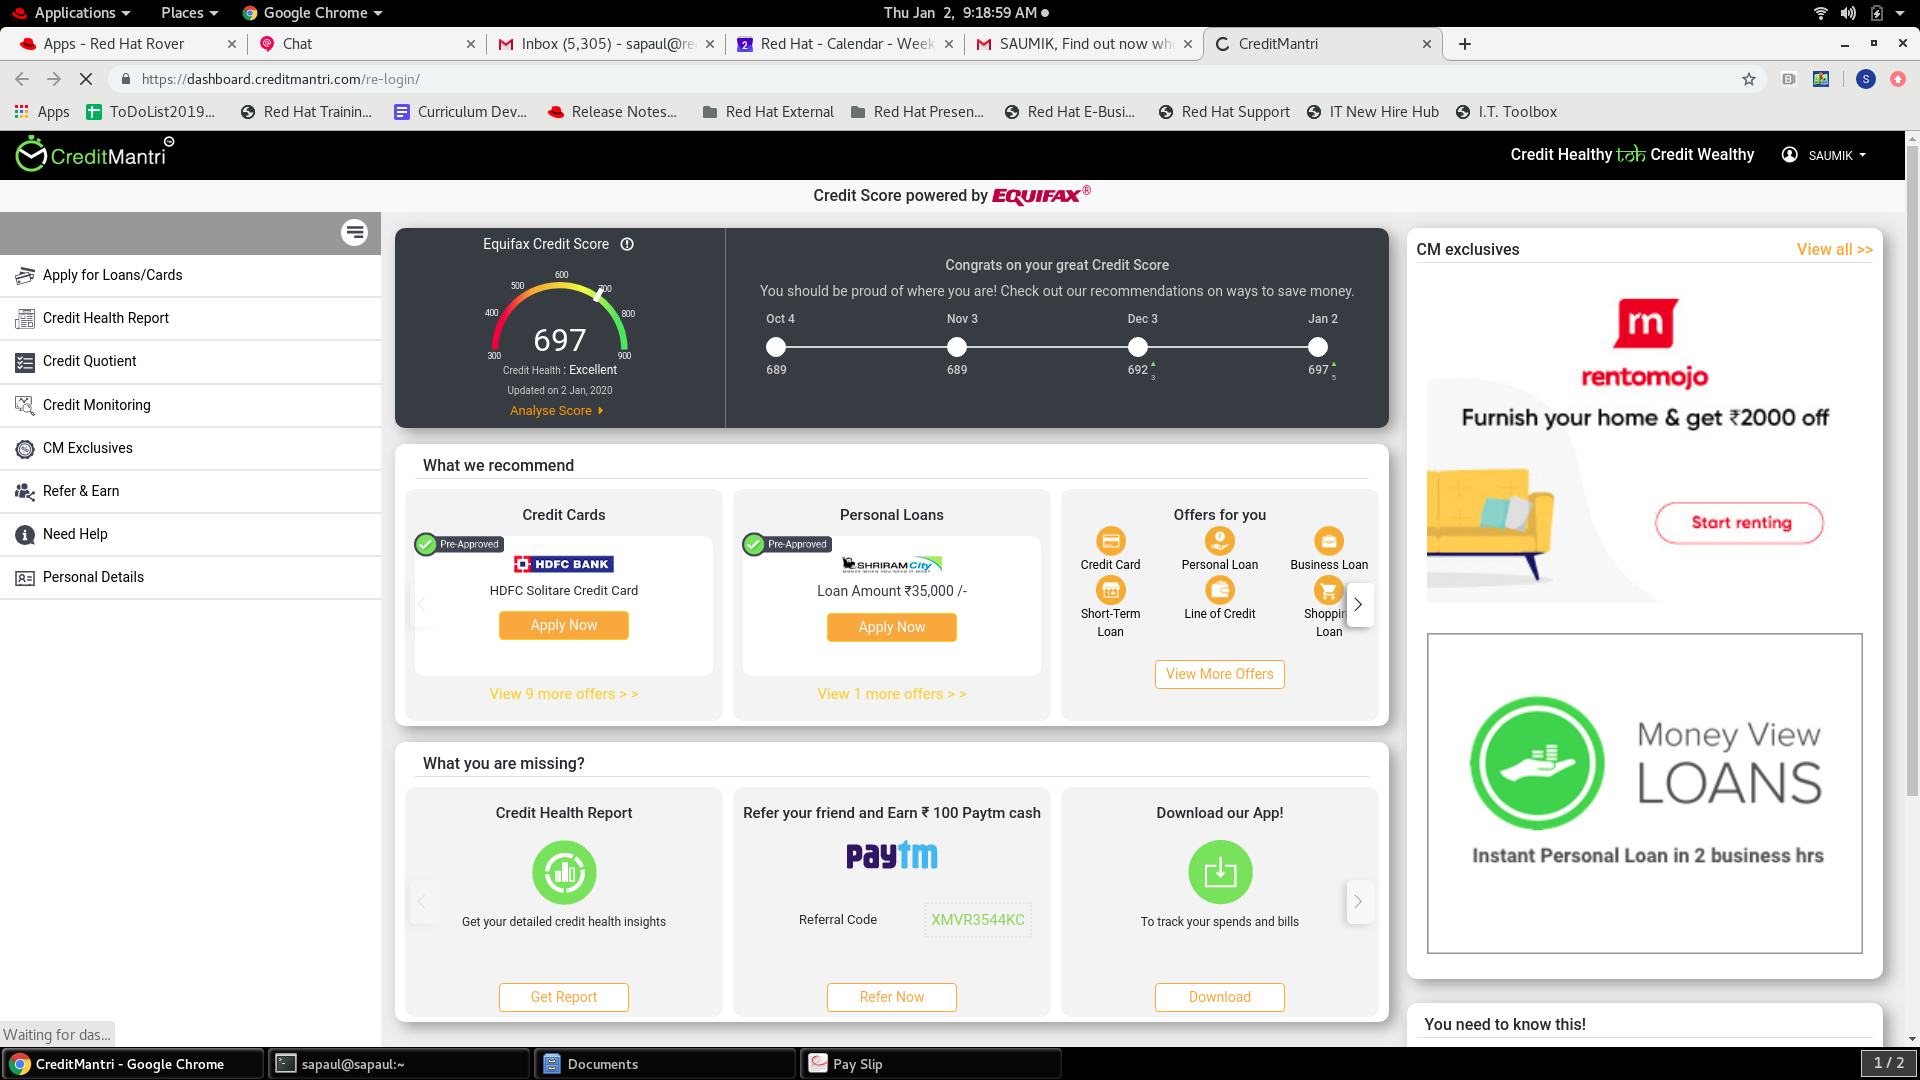 Applications Places Google Chrome Thu Jan 2, 9:18:59 AM
Apps - Red Hat Rover Chat Inbox (5,305) - sapaul@re Red Hat - Calendar - Week SAUMIK, Find out now wh CreditMantri
https://dashboard.creditmantri.com/re-login/ S
Apps ToDoList2019... Red Hat Trainin... Curriculum Dev... Release Notes... Red Hat External Red Hat Presen... Red Hat E-Busi... Red Hat Support IT New Hire Hub I.T. Toolbox
CreditMantri Credit Healthy toh Credit Wealthy SAUMIK
Credit Score powered by EQUIFAX®
Apply for Loans/Cards
Credit Health Report
Credit Quotient
Credit Monitoring
CM Exclusives
Refer & Earn
Need Help
Personal Details
Equifax Credit Score
300 400 500 600 700 800 900
697
Credit Health : Excellent
Updated on 2 Jan, 2020
Analyse Score
Congrats on your great Credit Score
You should be proud of where you are! Check out our recommendations on ways to save money.
Oct 4 Nov 3 Dec 3 Jan 2
689 689 692 3 697 5
What we recommend
Credit Cards
Pre-Approved
HDFC BANK
HDFC Solitare Credit Card
Apply Now
View 9 more offers > >
Personal Loans
Pre-Approved
SHRIRAM City
MONEY WHEN YOU NEED IT MOST
Loan Amount ₹35,000 /-
Apply Now
View 1 more offers > >
Offers for you
Credit Card Personal Loan Business Loan
Short-Term Loan Line of Credit Shoppin Loan
View More Offers
What you are missing?
Credit Health Report
Get your detailed credit health insights
Get Report
Refer your friend and Earn ₹ 100 Paytm cash
paytm
Referral Code XMVR3544KC
Refer Now
Download our App!
To track your spends and bills
Download
CM exclusives View all >>
rm
rentomojo
Furnish your home & get ₹2000 off
Start renting
Money View
LOANS
Instant Personal Loan in 2 business hrs
You need to know this!
Waiting for das...
CreditMantri - Google Chrome sapaul@sapaul:~ Documents Pay Slip 1 / 2